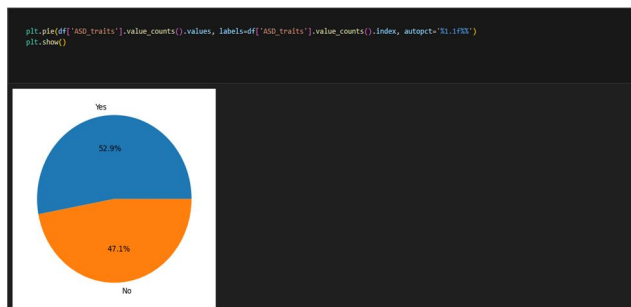 plt.pie(df['ASD_traits'].value_counts().values, labels=df['ASD_traits'].value_counts().index, autopct='%1.1f%%')
plt.show()
Yes
52.9%
47.1%
No